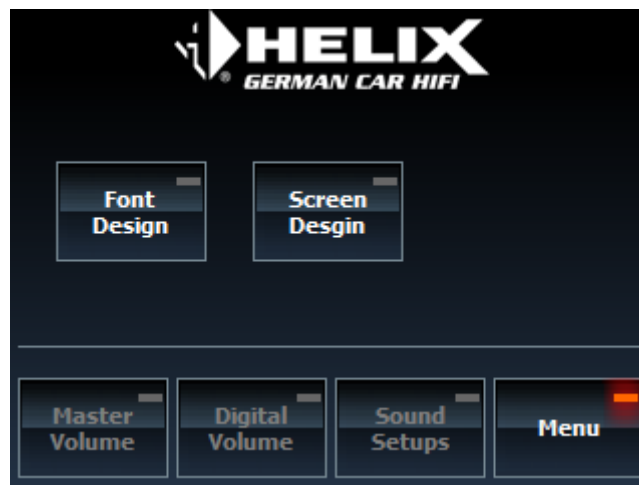 HELIX
GERMAN CAR HIFI
Font Design
Screen Desgin
Master Volume
Digital Volume
Sound Setups
Menu